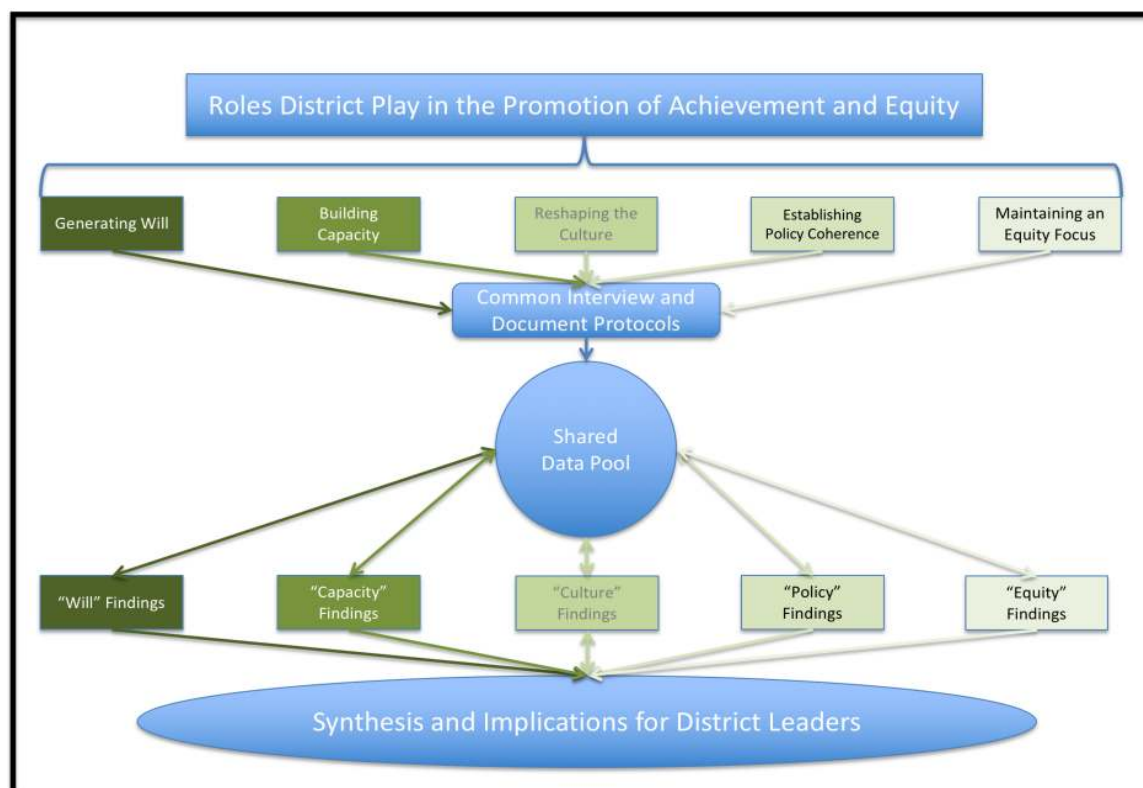 Roles District Play in the Promotion of Achievement and Equity
Generating Will
Building
Capacity
Reshaping the
Culture
Establishing
Policy Coherence
Maintaining an
Equity Focus
Common Interview and
Document Protocols
Shared
Data Pool
“Will” Findings
“Capacity”
Findings
“Culture”
Findings
“Policy”
Findings
“Equity”
Findings
Synthesis and Implications for District Leaders